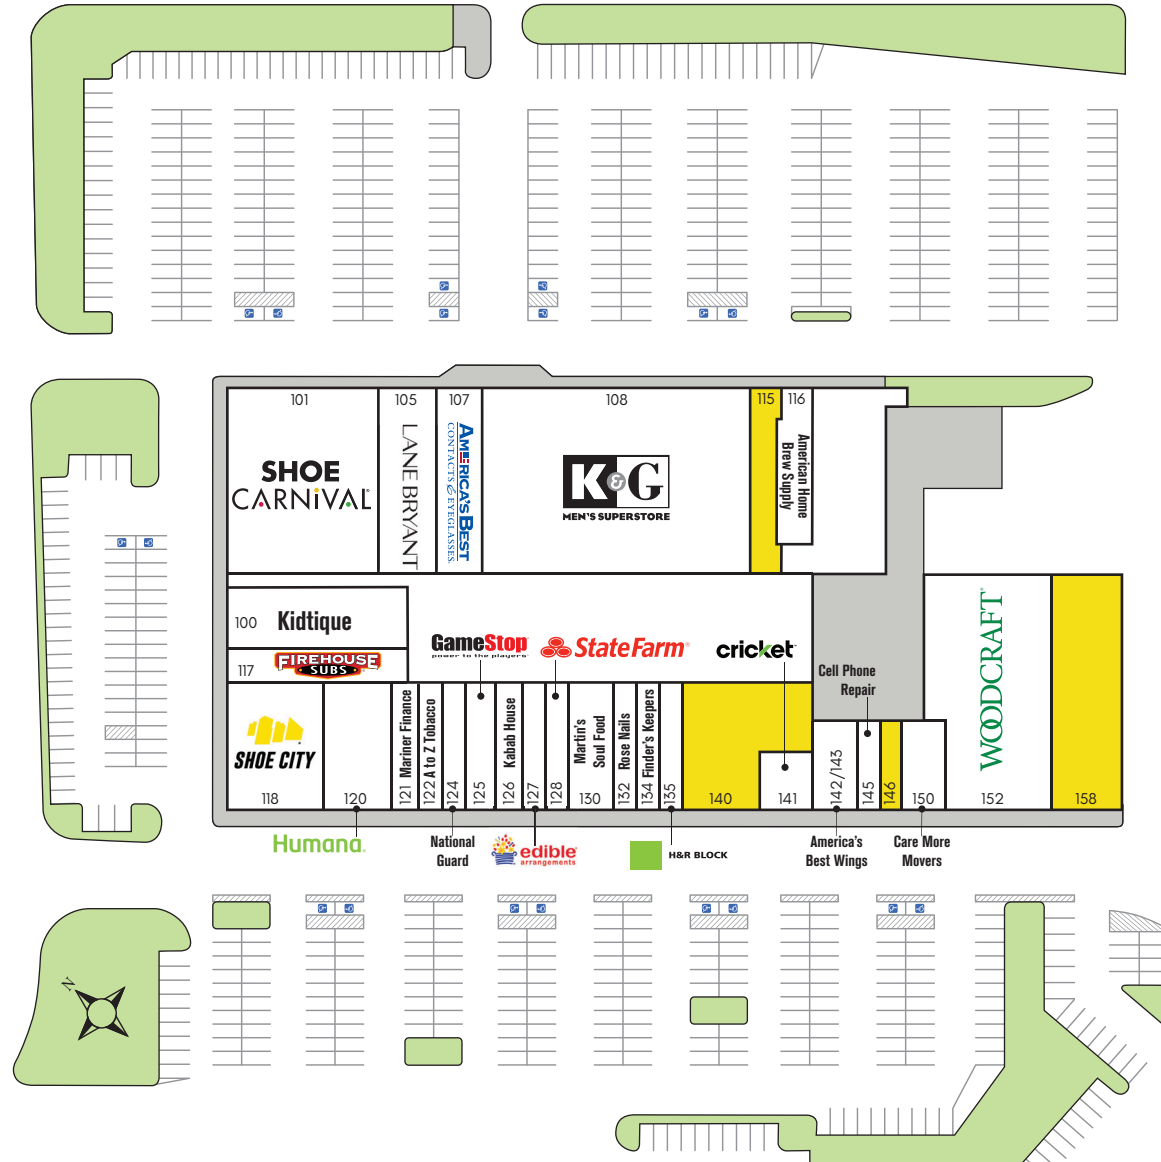 101
105
107
108
115
116
SHOE
CARNiVAL®
LANE BRYANT
AMERICA'S BEST
CONTACTS & EYEGLASSES
K&G
MEN'S SUPERSTORE
American Home
Brew Supply
100
Kidtique
117
FIREHOUSE
SUBS
GameStop
power to the players
State Farm®
cricket
Cell Phone
Repair
WOODCRAFT
SHOE CITY
118
120
121 Mariner Finance
122 A to Z Tobacco
124
125
126 Kabab House
127
128
130
Martin's
Soul Food
132 Rose Nails
134 Finder's Keepers
135
140
141
142/143
145
146
150
152
158
Humana
National
Guard
edible®
arrangements
H&R BLOCK
America's
Best Wings
Care More
Movers
N